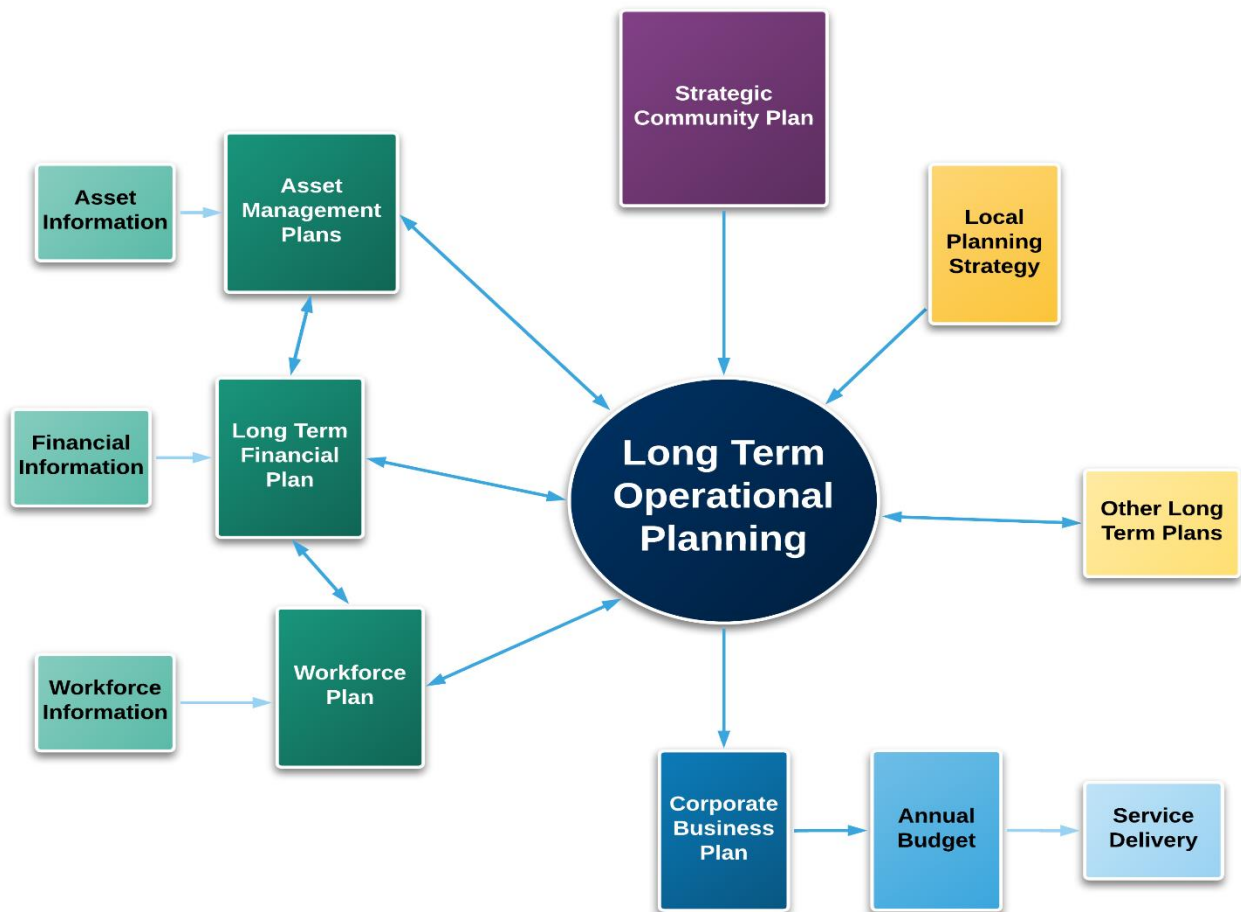 Strategic
Community Plan
Asset
Information
Asset
Management
Plans
Local
Planning
Strategy
Financial
Information
Long Term
Financial
Plan
Long Term
Operational
Planning
Other Long
Term Plans
Workforce
Information
Workforce
Plan
Corporate
Business
Plan
Annual
Budget
Service
Delivery